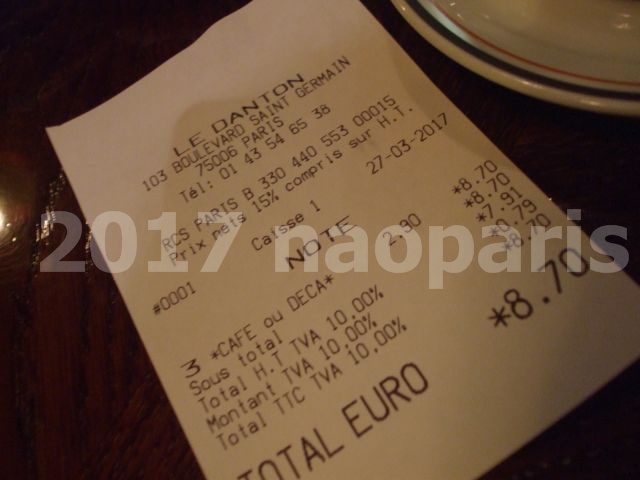 LE DANTON
103 BOULEVARD SAINT GERMAIN
75006 PARIS
Tél: 01 43 54 65 38
RCS PARIS B 330 440 553 00015
Prix nets 15% compris sur H.T.
Caisse 1 27-03-2017
#0001 NOTE
3 *CAFE ou DECA* 2.90 *8.70
Sous total *8.70
Total H.T TVA 10,00% *7.91
Montant TVA 10,00% *0.79
Total TTC TVA 10,00% *8.70
TOTAL EURO *8.70
2017 naoparis